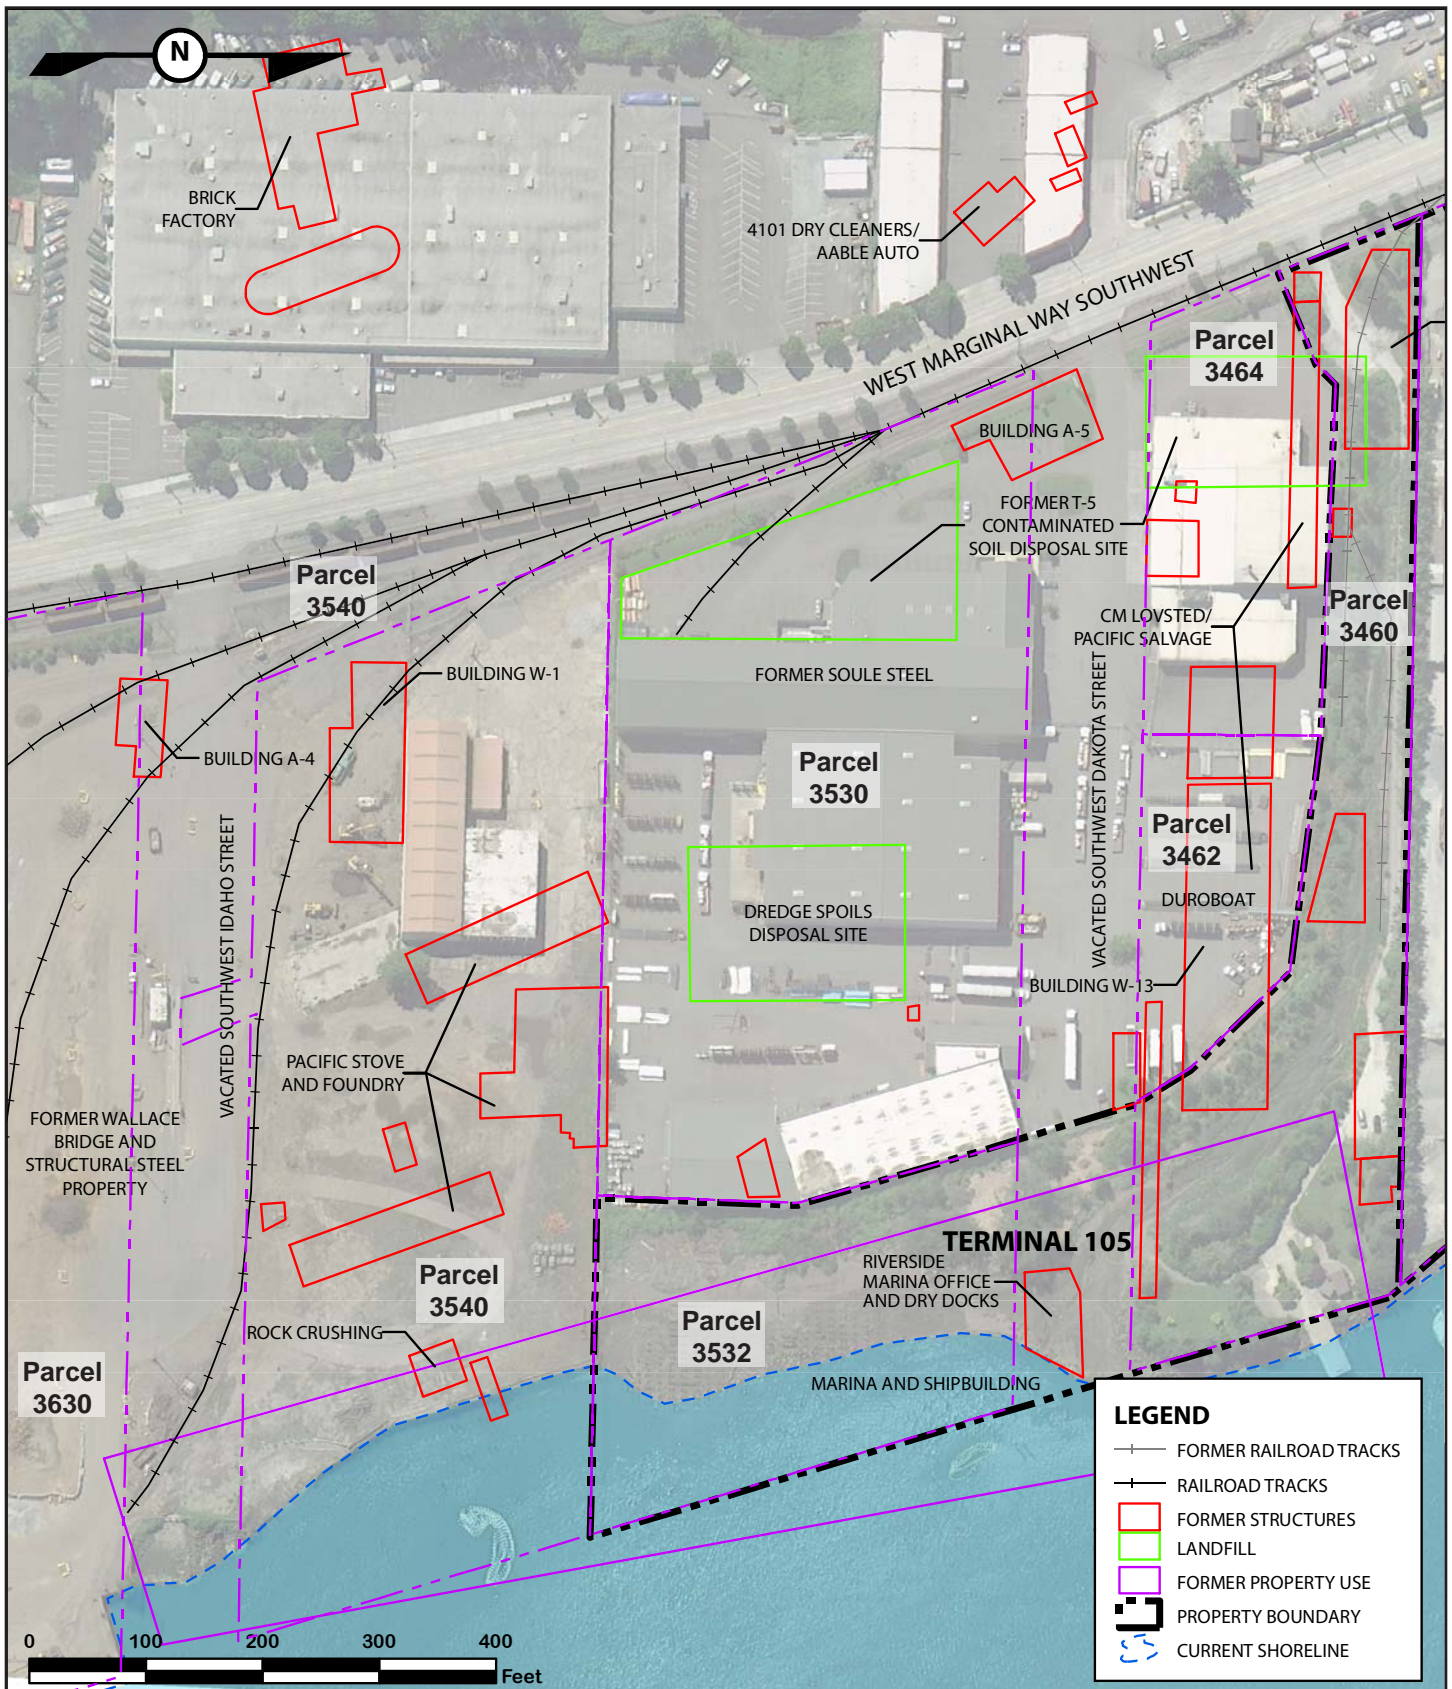 N
BRICK
FACTORY
4101 DRY CLEANERS/
AABLE AUTO
WEST MARGINAL WAY SOUTHWEST
Parcel
3464
BUILDING A-5
FORMER T-5
CONTAMINATED
SOIL DISPOSAL SITE
Parcel
3540
Parcel
3460
CM LOVSTED/
PACIFIC SALVAGE
BUILDING W-1
FORMER SOULE STEEL
VACATED SOUTHWEST DAKOTA STREET
BUILDING A-4
Parcel
3530
Parcel
3462
VACATED SOUTHWEST IDAHO STREET
DUROBOAT
DREDGE SPOILS
DISPOSAL SITE
BUILDING W-13
PACIFIC STOVE
AND FOUNDRY
FORMER WALLACE
BRIDGE AND
STRUCTURAL STEEL
PROPERTY
TERMINAL 105
RIVERSIDE
MARINA OFFICE
AND DRY DOCKS
Parcel
3540
ROCK CRUSHING
Parcel
3532
Parcel
3630
MARINA AND SHIPBUILDING
LEGEND
FORMER RAILROAD TRACKS
RAILROAD TRACKS
FORMER STRUCTURES
LANDFILL
FORMER PROPERTY USE
PROPERTY BOUNDARY
CURRENT SHORELINE
0 100 200 300 400
Feet